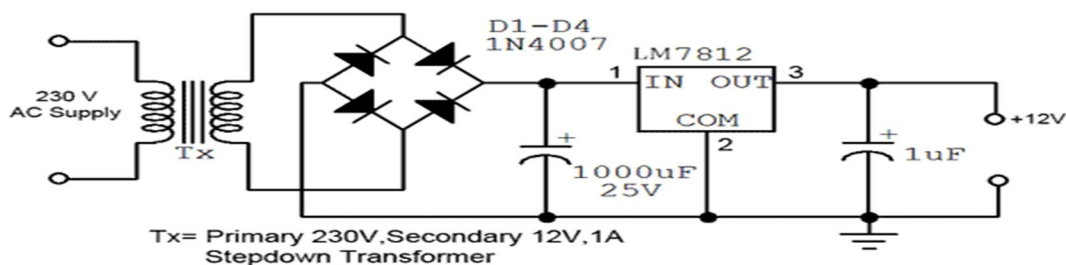 D1-D4
1N4007
LM7812
1
IN OUT
3
230 V
AC Supply
COM
+12V
Tx
+
2
+
1000uF
25V
1uF
Tx= Primary 230V,Secondary 12V,1A
Stepdown Transformer